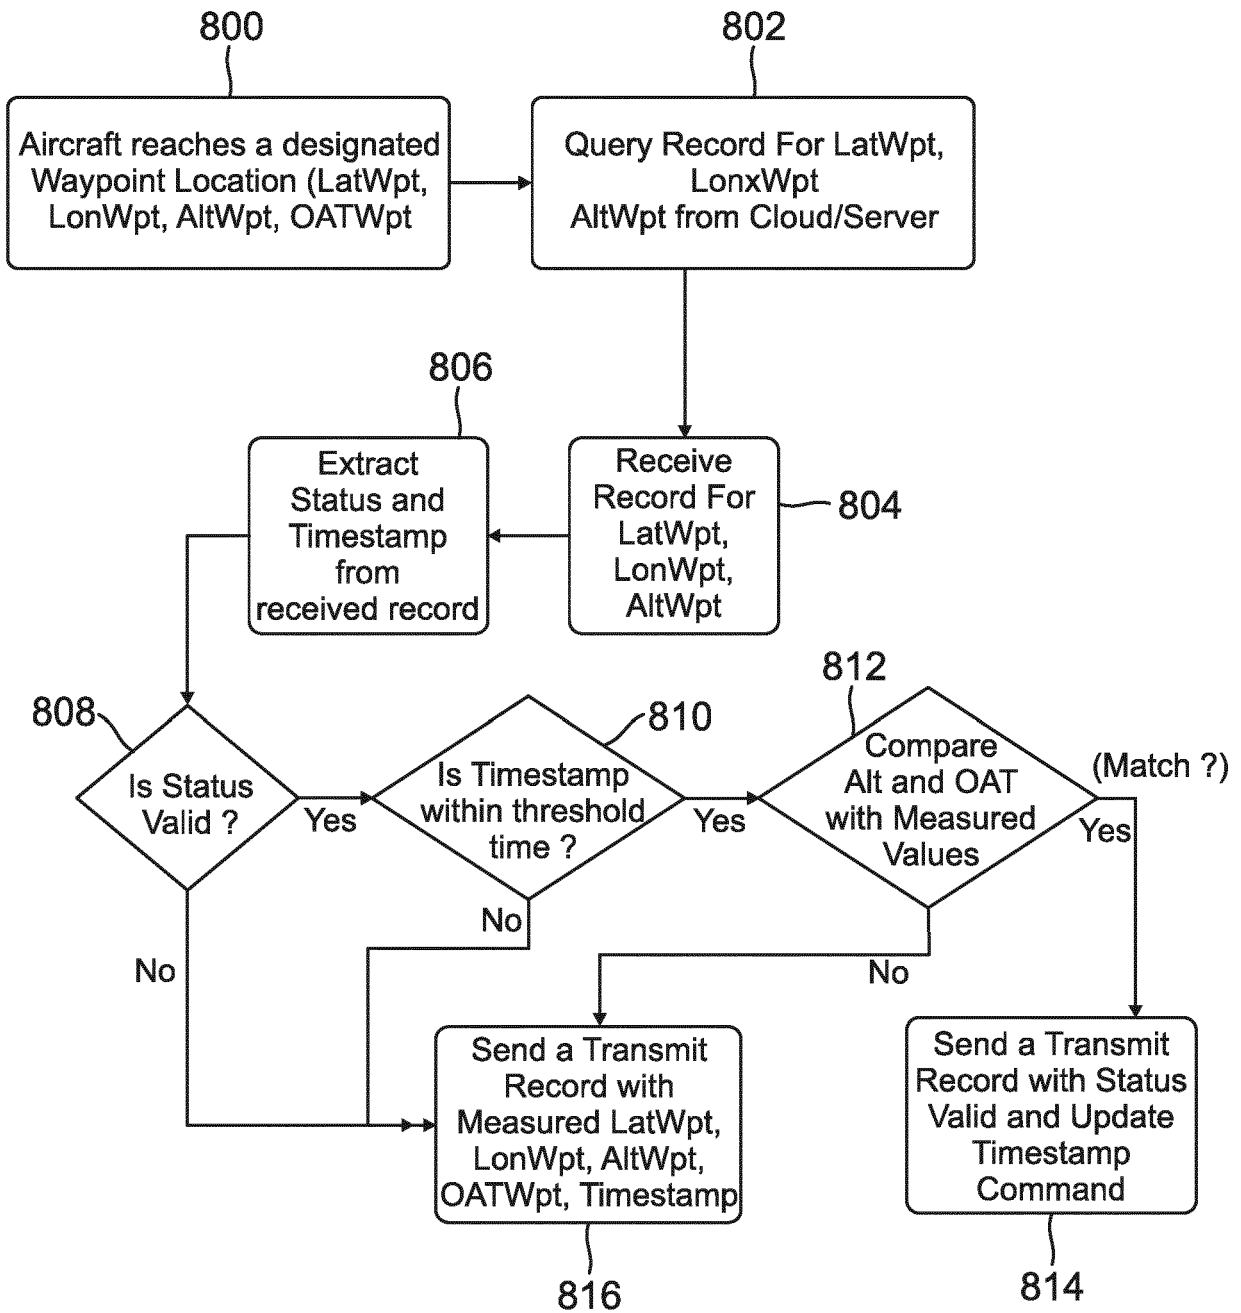 800
802
Aircraft reaches a designated
Waypoint Location (LatWpt,
LonWpt, AltWpt, OATWpt
Query Record For LatWpt,
LonxWpt
AltWpt from Cloud/Server
806
Extract
Status and
Timestamp
from
received record
Receive
Record For
LatWpt,
LonWpt,
AltWpt
804
808
Is Status
Valid ?
Yes
No
810
Is Timestamp
within threshold
time ?
Yes
No
812
Compare
Alt and OAT
with Measured
Values
(Match ?)
Yes
No
Send a Transmit
Record with
Measured LatWpt,
LonWpt, AltWpt,
OATWpt, Timestamp
816
Send a Transmit
Record with Status
Valid and Update
Timestamp
Command
814